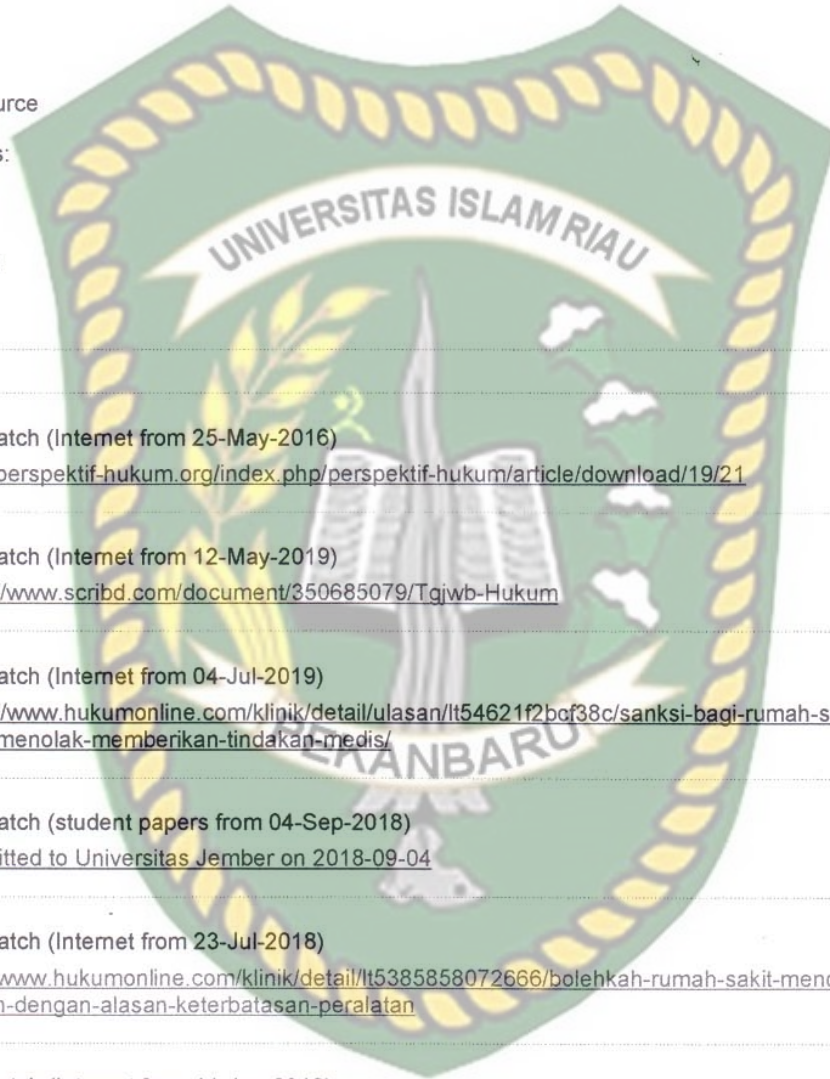 urce
s:
UNIVERSITAS ISLAM RIAU
atch (Internet from 25-May-2016)
perspektif-hukum.org/index.php/perspektif-hukum/article/download/19/21
atch (Internet from 12-May-2019)
/www.scribd.com/document/350685079/Tgjwb-Hukum
atch (Internet from 04-Jul-2019)
/www.hukumonline.com/klinik/detail/ulasan/lt54621f2bcf38c/sanksi-bagi-rumah-s
menolak-memberikan-tindakan-medis/
PEKANBARU
atch (student papers from 04-Sep-2018)
itted to Universitas Jember on 2018-09-04
atch (Internet from 23-Jul-2018)
www.hukumonline.com/klinik/detail/lt5385858072666/bolehkah-rumah-sakit-meno
n-dengan-alasan-keterbatasan-peralatan